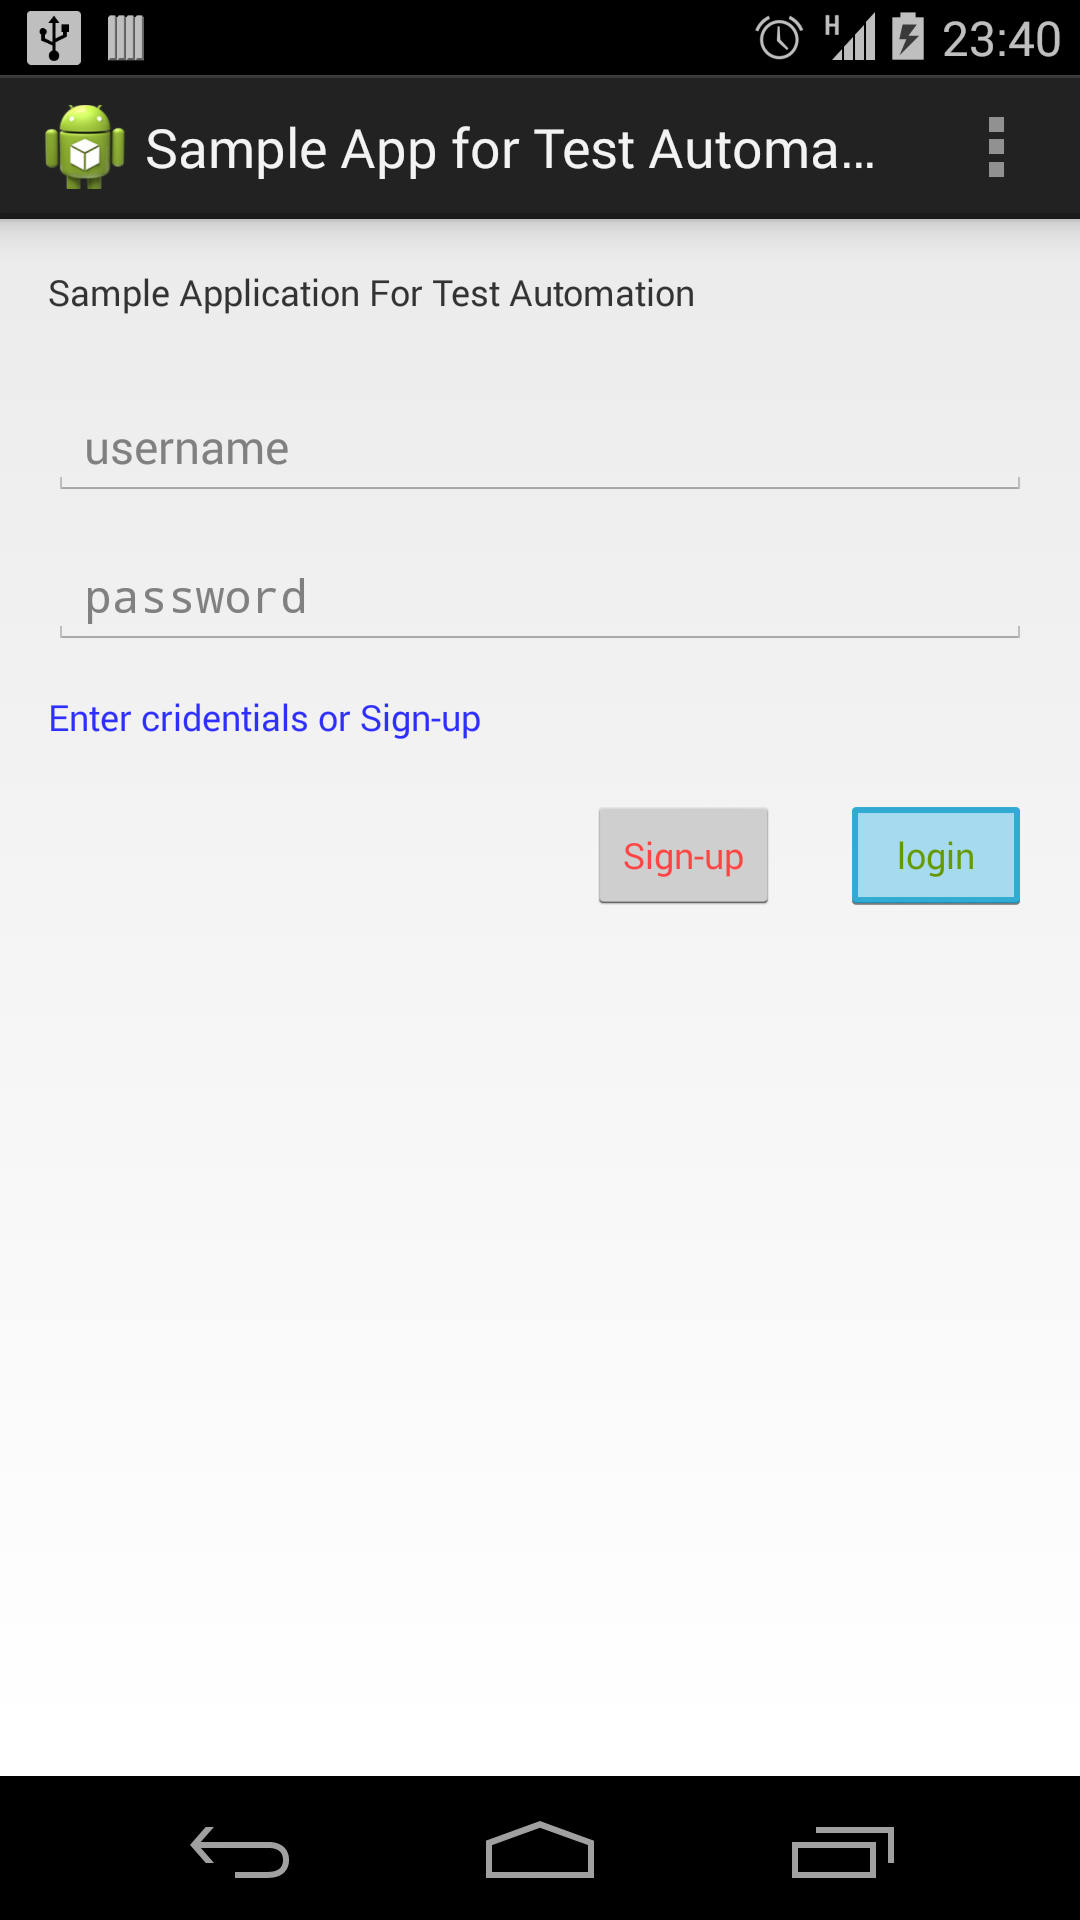 H 23:40
Sample App for Test Automa...
Sample Application For Test Automation
username
password
Enter cridentials or Sign-up
Sign-up login